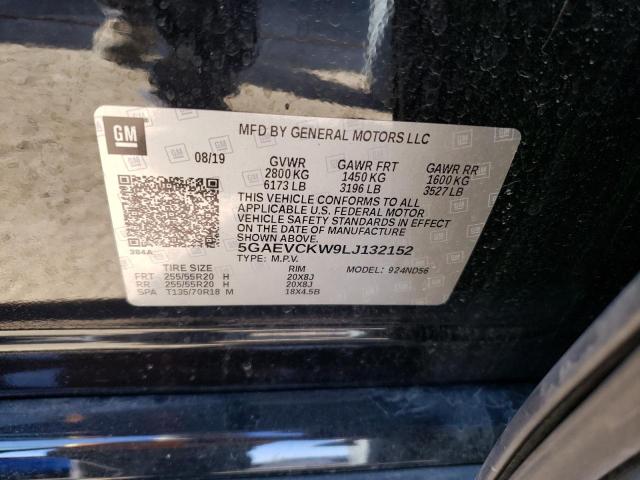 GM
MFD BY GENERAL MOTORS LLC
08/19 GVWR GAWR FRT GAWR RR
2800 KG 1450 KG 1600 KG
6173 LB 3196 LB 3527 LB
THIS VEHICLE CONFORMS TO ALL
APPLICABLE U.S. FEDERAL MOTOR
VEHICLE SAFETY STANDARDS IN EFFECT
ON THE DATE OF MANUFACTURE
SHOWN ABOVE.
384A
5GAEVCKW9LJ132152
TYPE: M.P.V. MODEL: 924ND56
TIRE SIZE RIM
FRT 255/55R20 H 20X8J
RR 255/55R20 H 20X8J
SPA T135/70R18 M 18X4.5B